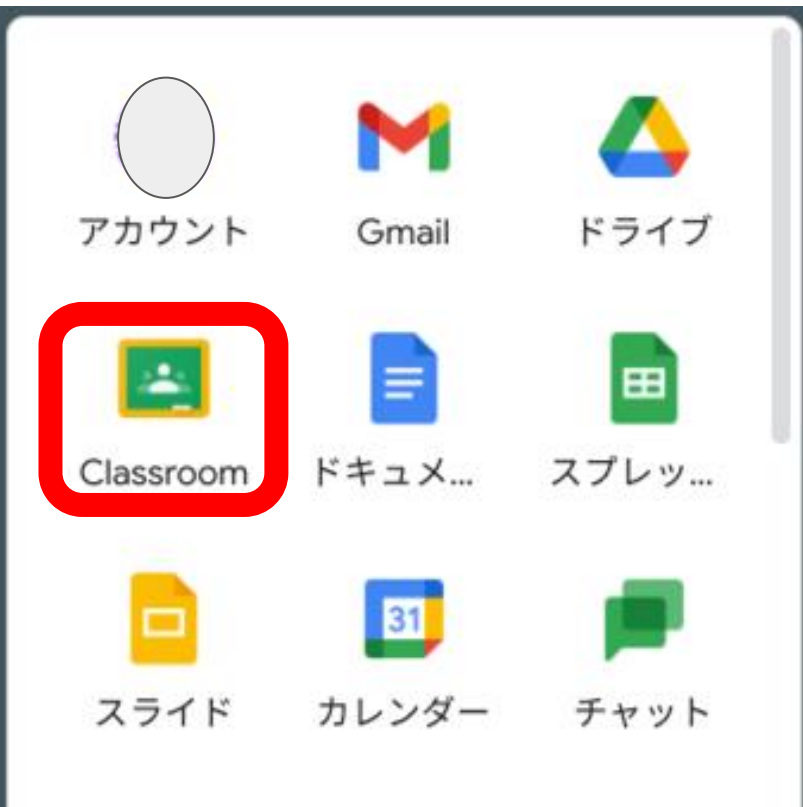 アカウント
Gmail
ドライブ
Classroom
ドキュメ...
スプレッ...
スライド
31
カレンダー
チャット